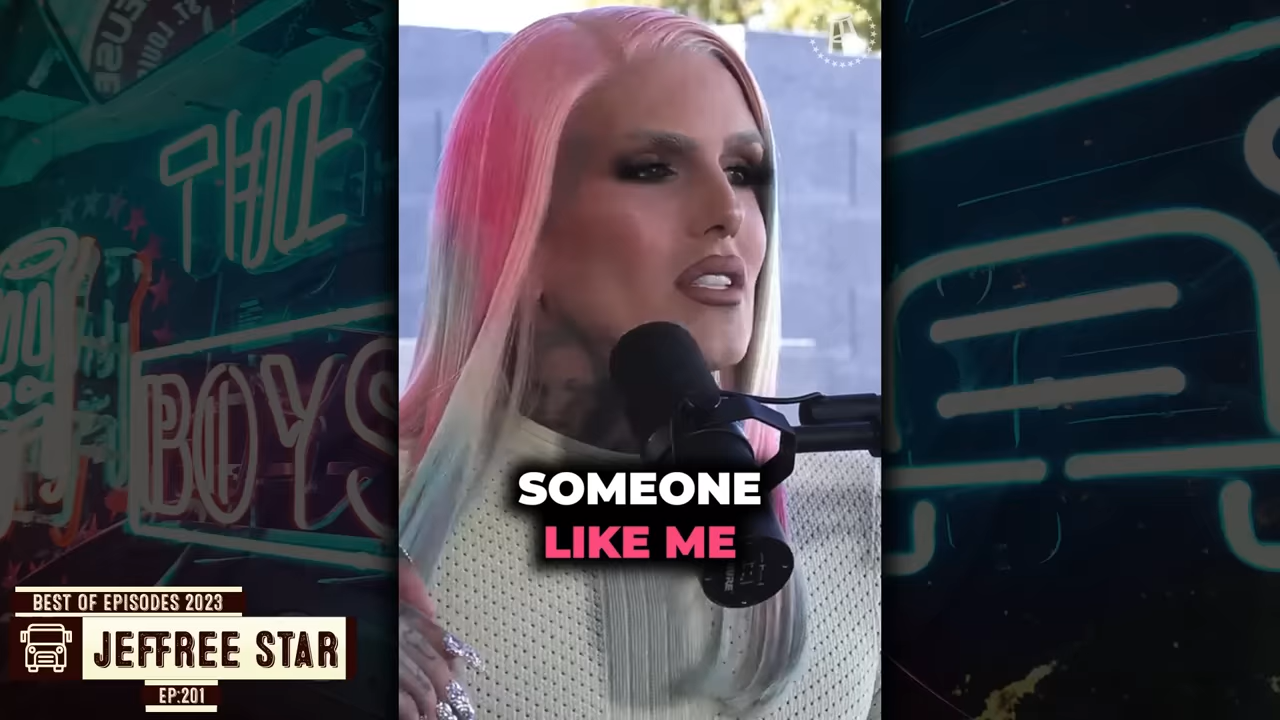 THE
BOYS
SOMEONE
LIKE ME
BEST OF EPISODES 2023
JEFFREE STAR
EP:201